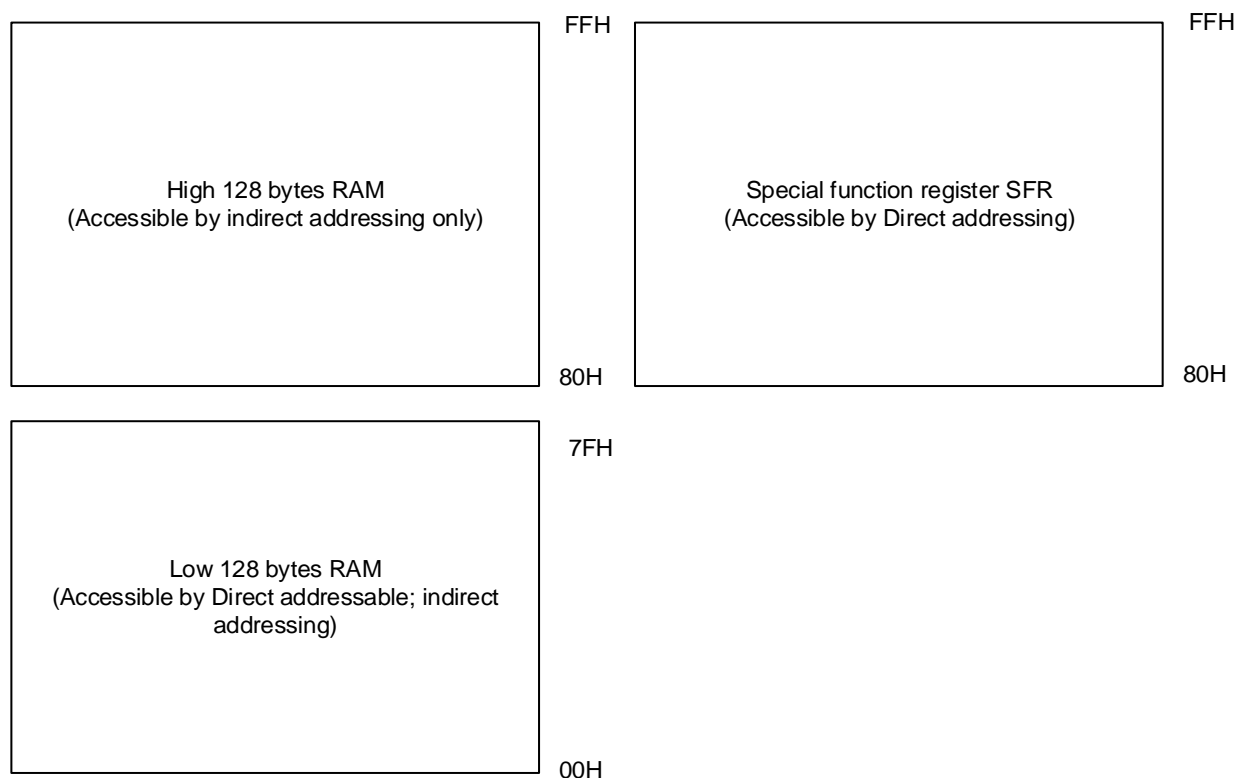 FFH
FFH
High 128 bytes RAM
(Accessible by indirect addressing only)
Special function register SFR
(Accessible by Direct addressing)
80H
80H
7FH
Low 128 bytes RAM
(Accessible by Direct addressable; indirect
addressing)
00H